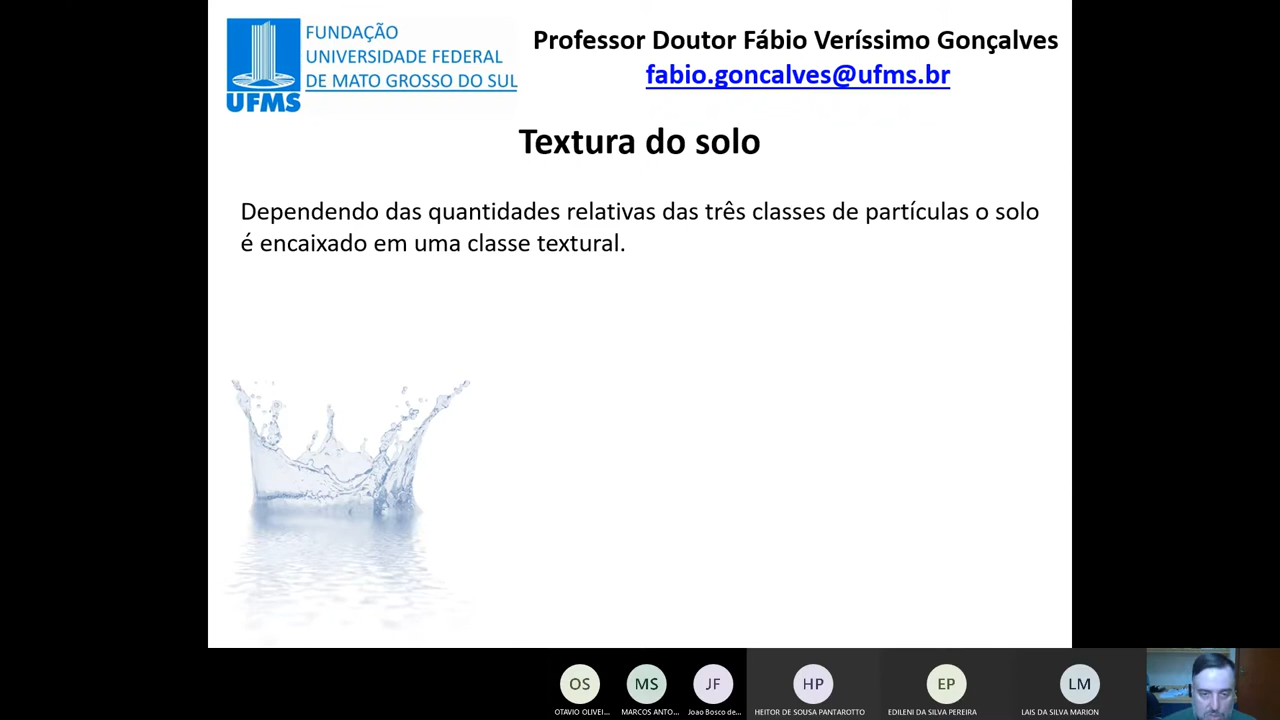 FUNDAÇÃO
UNIVERSIDADE FEDERAL
DE MATO GROSSO DO SUL
UFMS
Professor Doutor Fábio Veríssimo Gonçalves
fabio.goncalves@ufms.br
Textura do solo
Dependendo das quantidades relativas das três classes de partículas o solo
é encaixado em uma classe textural.
OS
MS
JF
HP
EP
LM
OTAVIO OLIVEI...
MARCOS ANTO...
Joao Bosco de...
HEITOR DE SOUSA PANTAROTTO
EDILENI DA SILVA PEREIRA
LAIS DA SILVA MARION